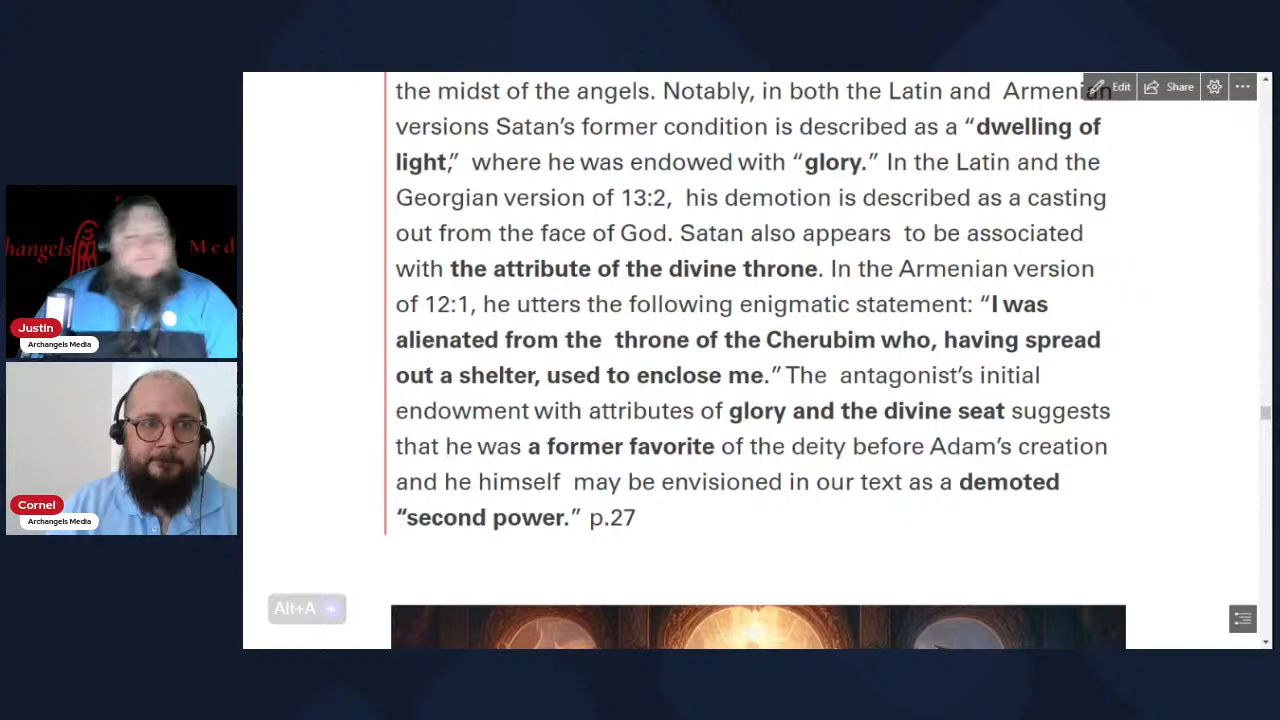 the midst of the angels. Notably, in both the Latin and Armenian
versions Satan’s former condition is described as a “dwelling of
light,” where he was endowed with “glory.” In the Latin and the
Georgian version of 13:2, his demotion is described as a casting
out from the face of God. Satan also appears to be associated
with the attribute of the divine throne. In the Armenian version
of 12:1, he utters the following enigmatic statement: “I was
alienated from the throne of the Cherubim who, having spread
out a shelter, used to enclose me.” The antagonist’s initial
endowment with attributes of glory and the divine seat suggests
that he was a former favorite of the deity before Adam’s creation
and he himself may be envisioned in our text as a demoted
“second power.” p.27
Edit
Share
Alt+A
hangels Med
Justin
Archangels Media
Cornel
Archangels Media